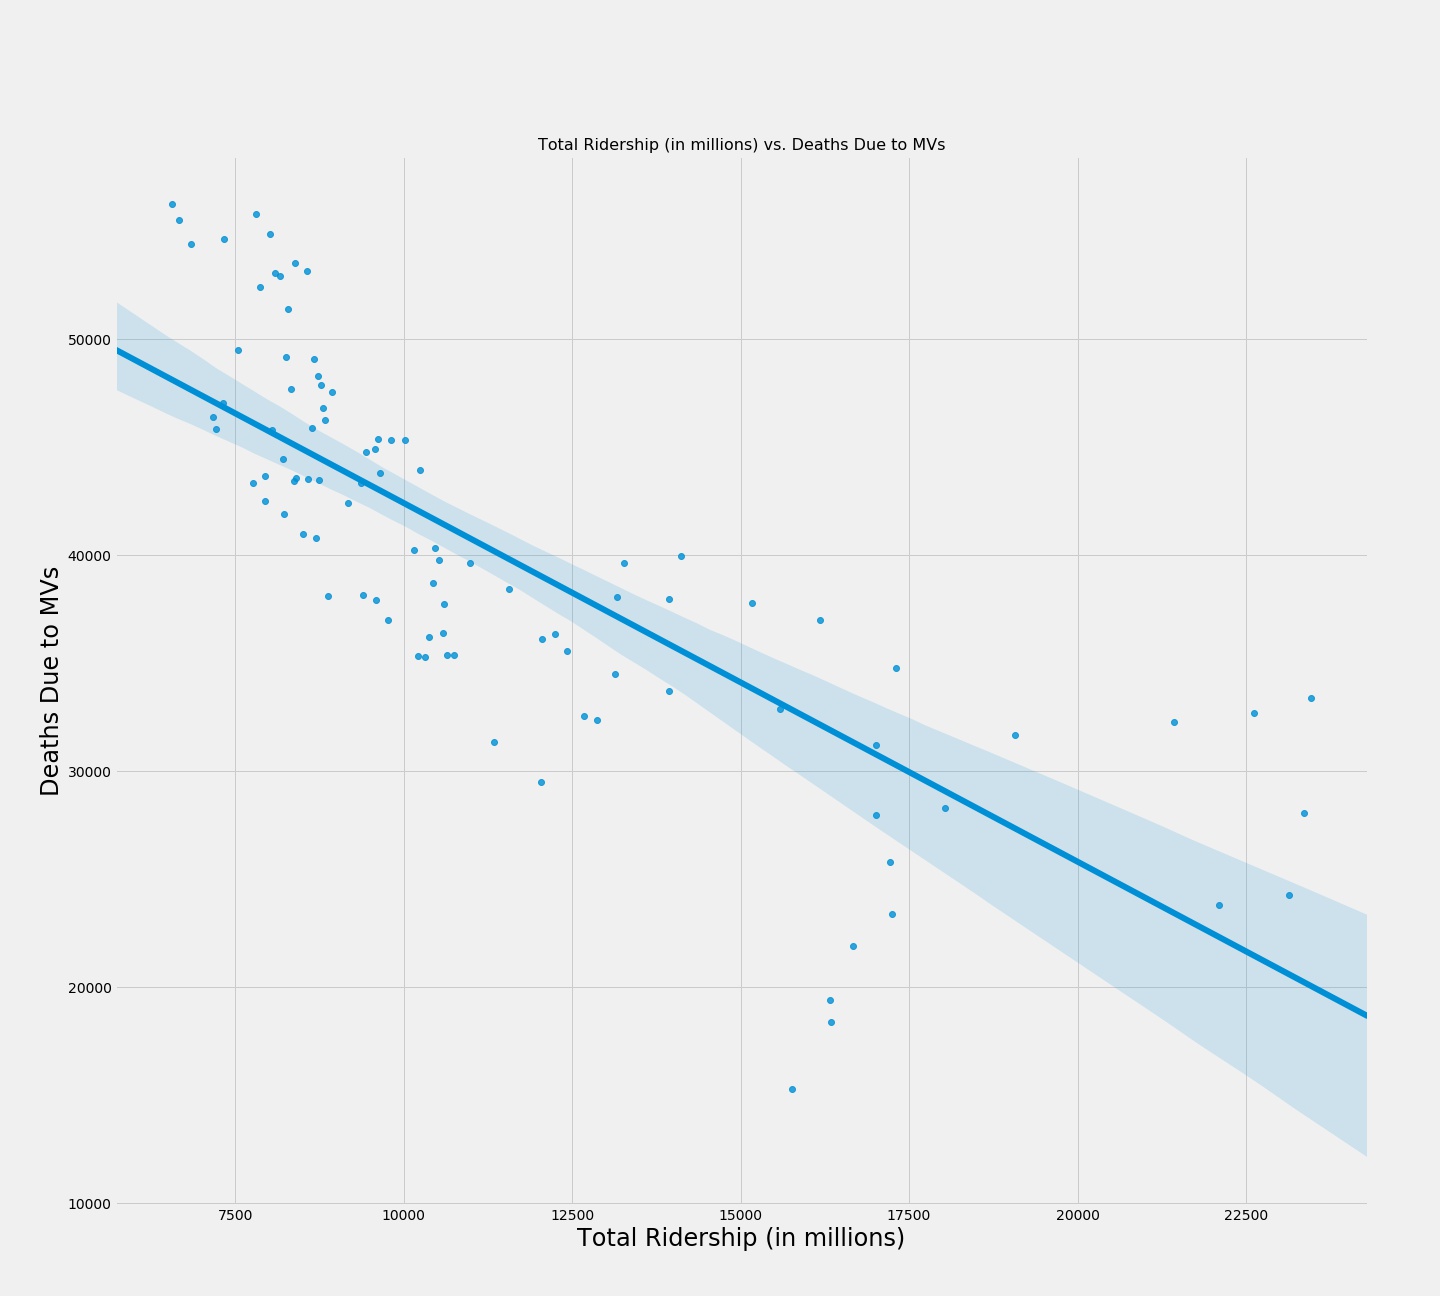 Total Ridership (in millions) vs. Deaths Due to MVs
50000
40000
30000
20000
10000
Deaths Due to MVs
7500 10000 12500 15000 17500 20000 22500
Total Ridership (in millions)